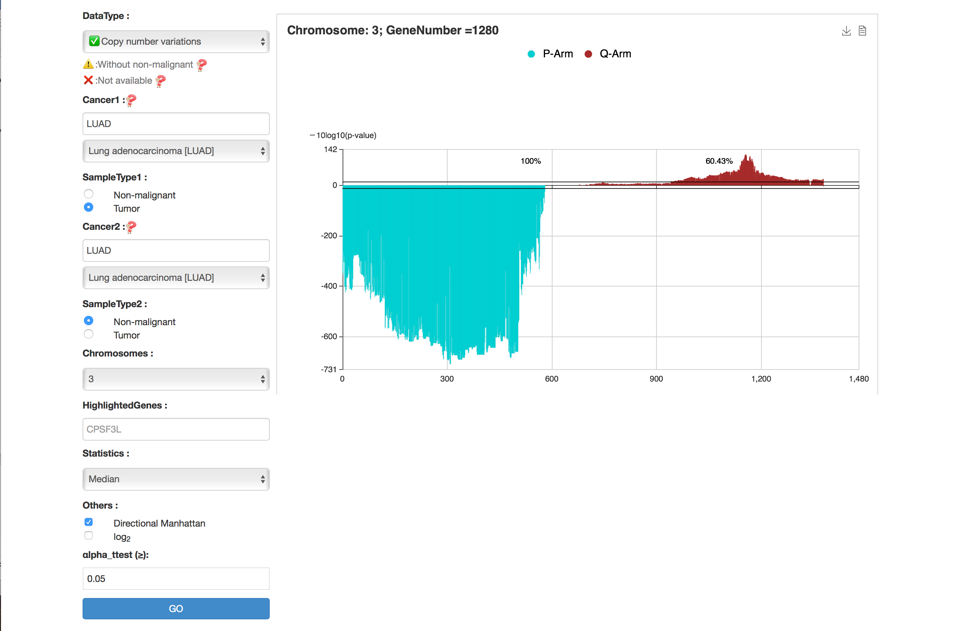 DataType :
✅Copy number variations
⚠️:Without non-malignant ❓
❌:Not available ❓
Cancer1 :❓
LUAD
Lung adenocarcinoma [LUAD]
SampleType1 :
Non-malignant
Tumor
Cancer2 :❓
LUAD
Lung adenocarcinoma [LUAD]
SampleType2 :
Non-malignant
Tumor
Chromosomes :
3
HighlightedGenes :
CPSF3L
Statistics :
Median
Others :
Directional Manhattan
log2
αlpha_ttest (≥):
0.05
GO
Chromosome: 3; GeneNumber =1280
P-Arm Q-Arm
−10log10(p-value)
142
100% 60.43%
0
-200
-400
-600
-731
0 300 600 900 1,200 1,480